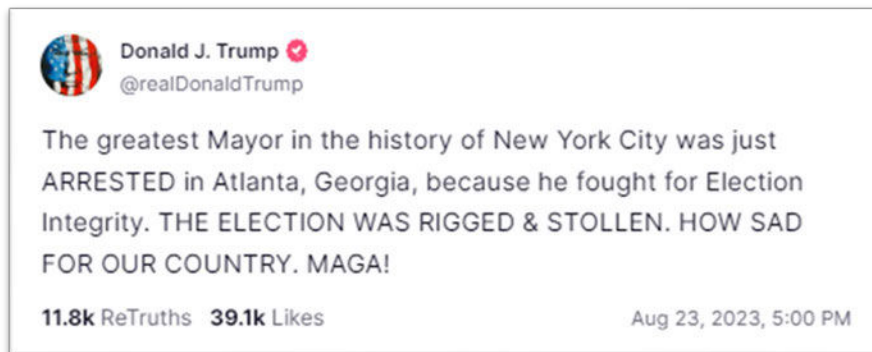 Donald J. Trump
@realDonaldTrump
The greatest Mayor in the history of New York City was just
ARRESTED in Atlanta, Georgia, because he fought for Election
Integrity. THE ELECTION WAS RIGGED & STOLLEN. HOW SAD
FOR OUR COUNTRY. MAGA!
11.8k ReTruths 39.1k Likes Aug 23, 2023, 5:00 PM